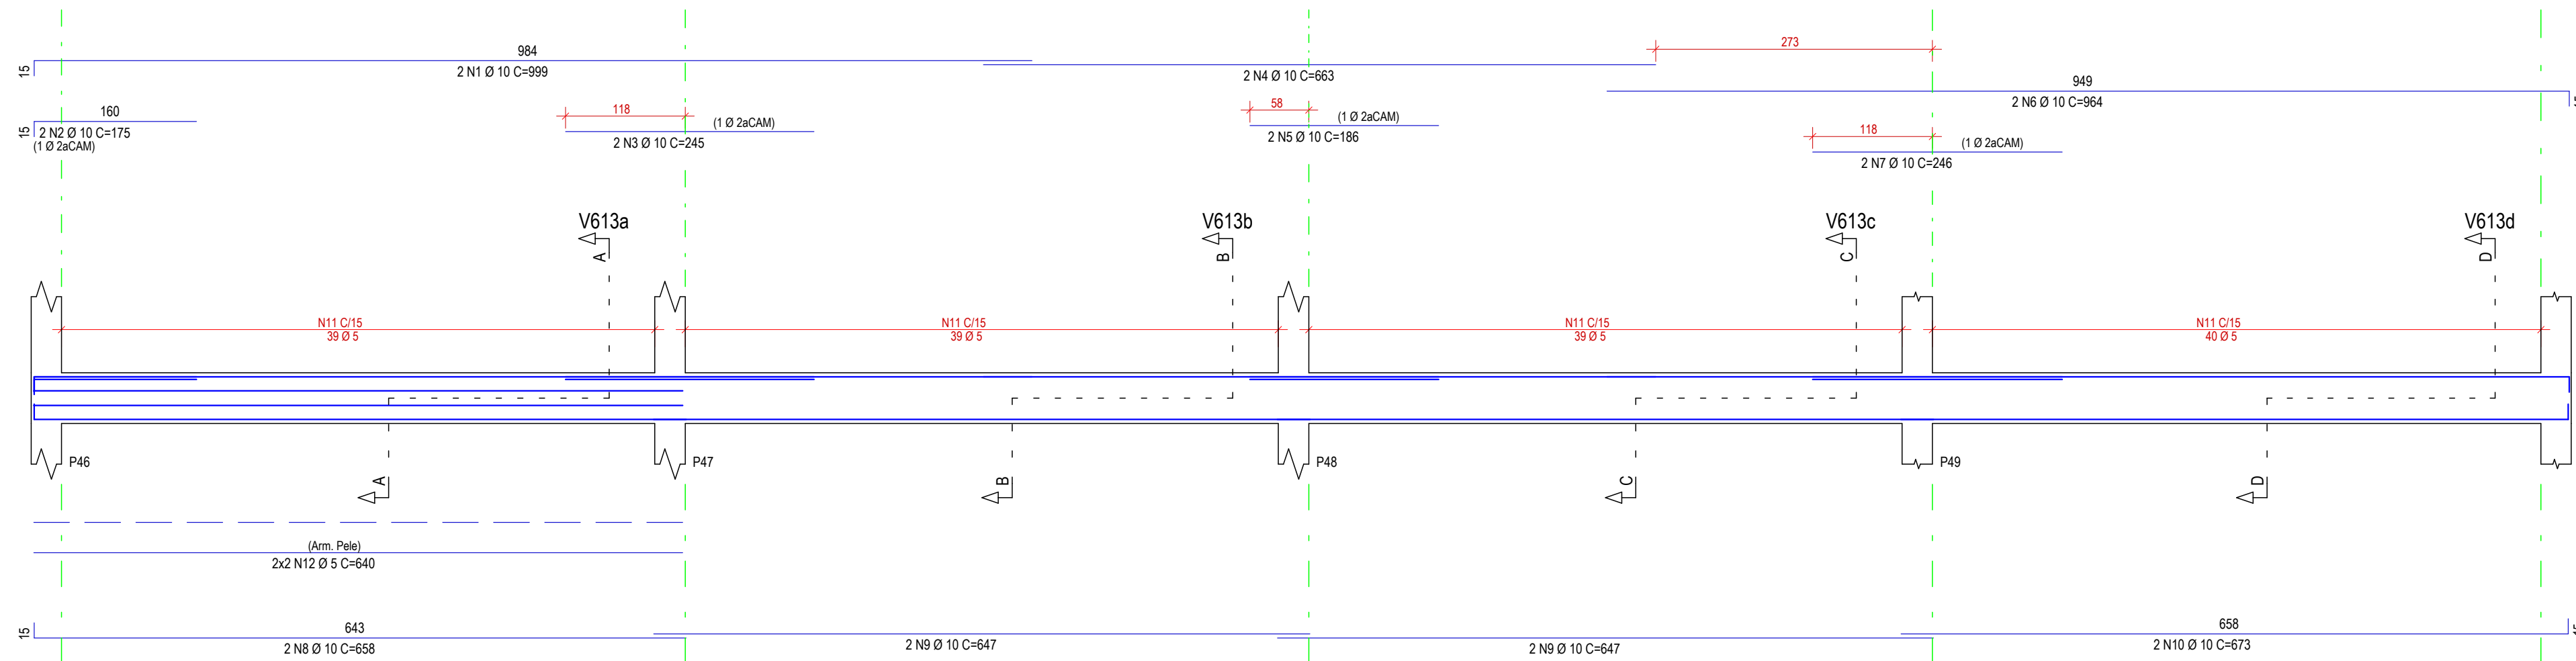 984
15
2 N1 Ø 10 C=999
2 N4 Ø 10 C=663
273
949
2 N6 Ø 10 C=964
160
15
2 N2 Ø 10 C=175
(1 Ø 2aCAM)
118
(1 Ø 2aCAM)
2 N3 Ø 10 C=245
58
(1 Ø 2aCAM)
2 N5 Ø 10 C=186
118
(1 Ø 2aCAM)
2 N7 Ø 10 C=246
V613a
A
V613b
B
V613c
C
V613d
D
N11 C/15
39 Ø 5
N11 C/15
39 Ø 5
N11 C/15
39 Ø 5
N11 C/15
40 Ø 5
P46
P47
P48
P49
A
B
C
D
(Arm. Pele)
2x2 N12 Ø 5 C=640
15
643
2 N8 Ø 10 C=658
2 N9 Ø 10 C=647
2 N9 Ø 10 C=647
658
2 N10 Ø 10 C=673